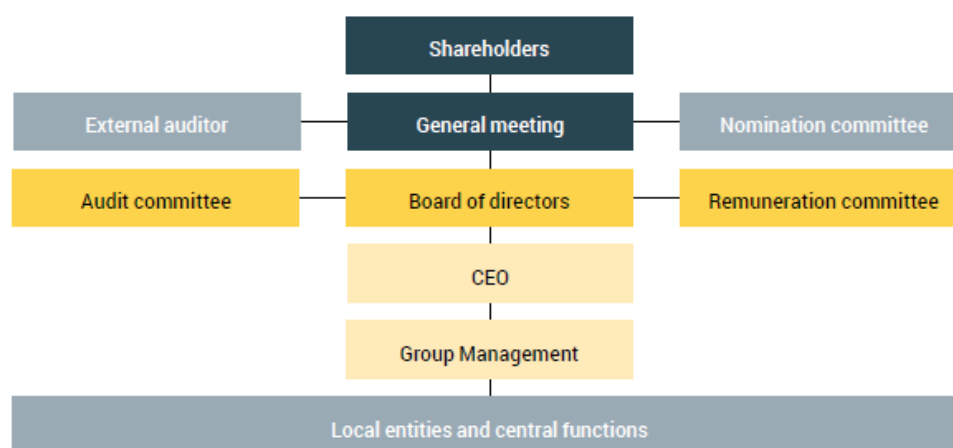 Shareholders
External auditor
General meeting
Nomination committee
Audit committee
Board of directors
Remuneration committee
CEO
Group Management
Local entities and central functions